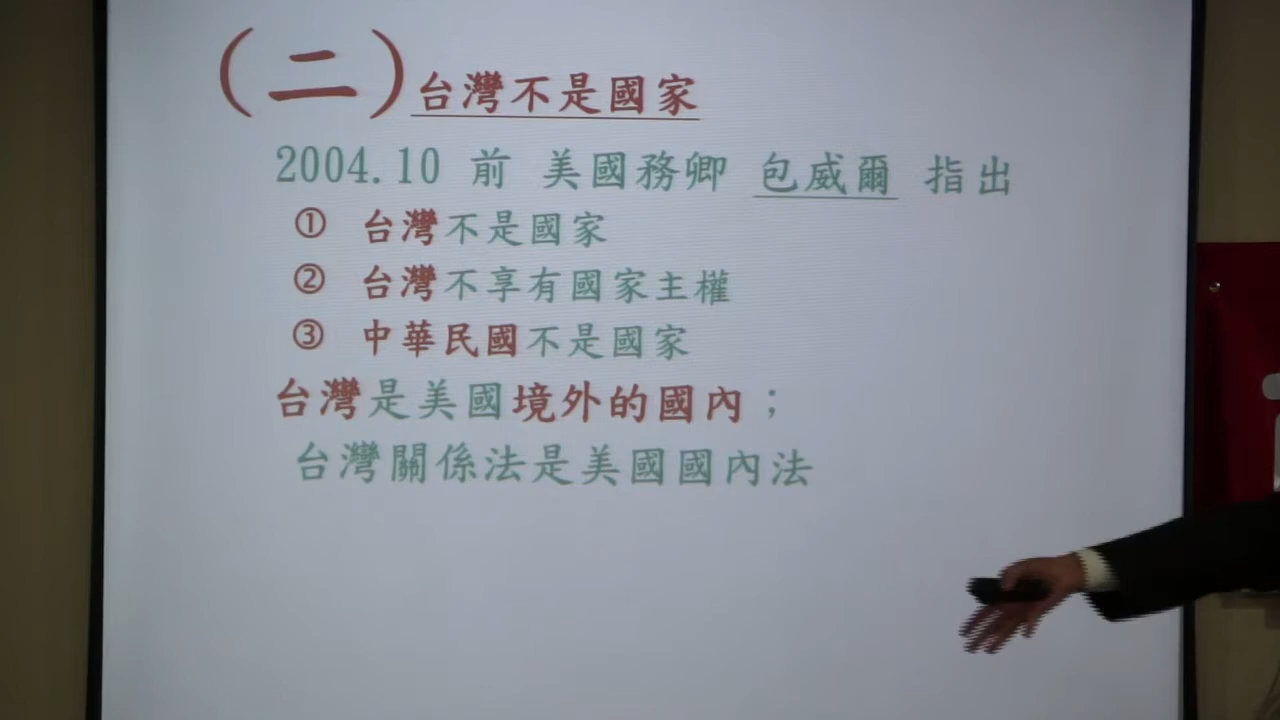 （二）台灣不是國家
2004.10 前 美國務卿 包威爾 指出
① 台灣不是國家
② 台灣不享有國家主權
③ 中華民國不是國家
台灣是美國境外的國內；
台灣關係法是美國國內法